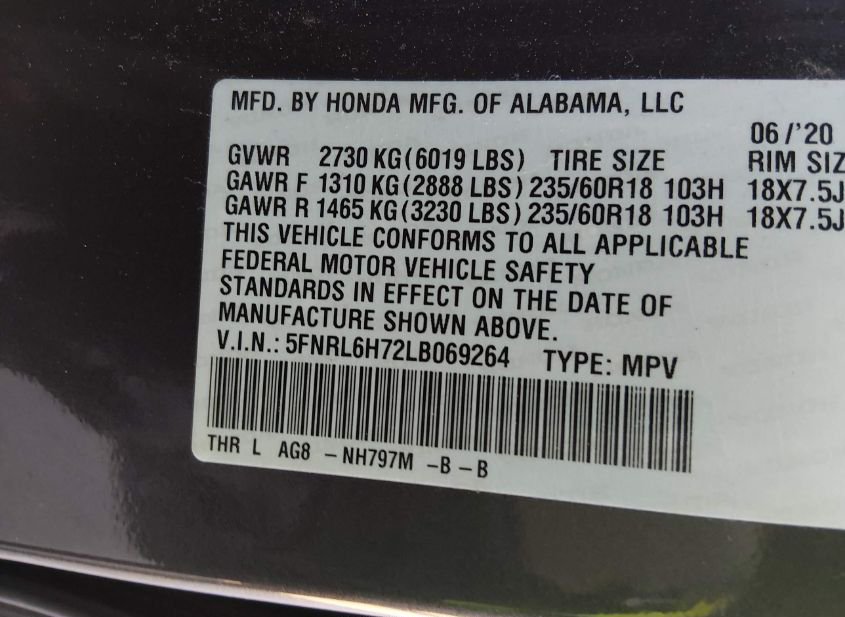 MFD. BY HONDA MFG. OF ALABAMA, LLC
06/'20
GVWR 2730 KG (6019 LBS) TIRE SIZE RIM SIZ
GAWR F 1310 KG (2888 LBS) 235/60R18 103H 18X7.5J
GAWR R 1465 KG (3230 LBS) 235/60R18 103H 18X7.5J
THIS VEHICLE CONFORMS TO ALL APPLICABLE
FEDERAL MOTOR VEHICLE SAFETY
STANDARDS IN EFFECT ON THE DATE OF
MANUFACTURE SHOWN ABOVE.
V.I.N.: 5FNRL6H72LB069264 TYPE: MPV
THR L AG8 -NH797M -B-B